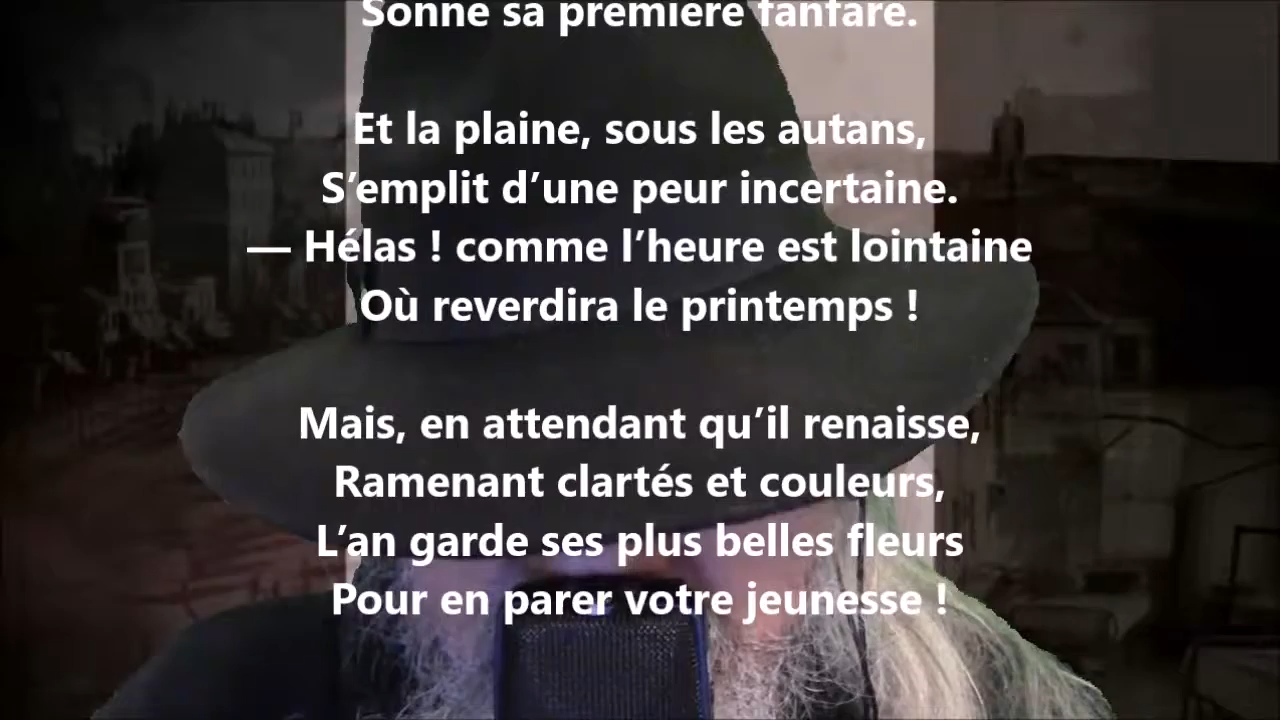 Sonne sa première fanfare.
Et la plaine, sous les autans,
S’emplit d’une peur incertaine.
— Hélas ! comme l’heure est lointaine
Où reverdira le printemps !
Mais, en attendant qu’il renaisse,
Ramenant clartés et couleurs,
L’an garde ses plus belles fleurs
Pour en parer votre jeunesse !